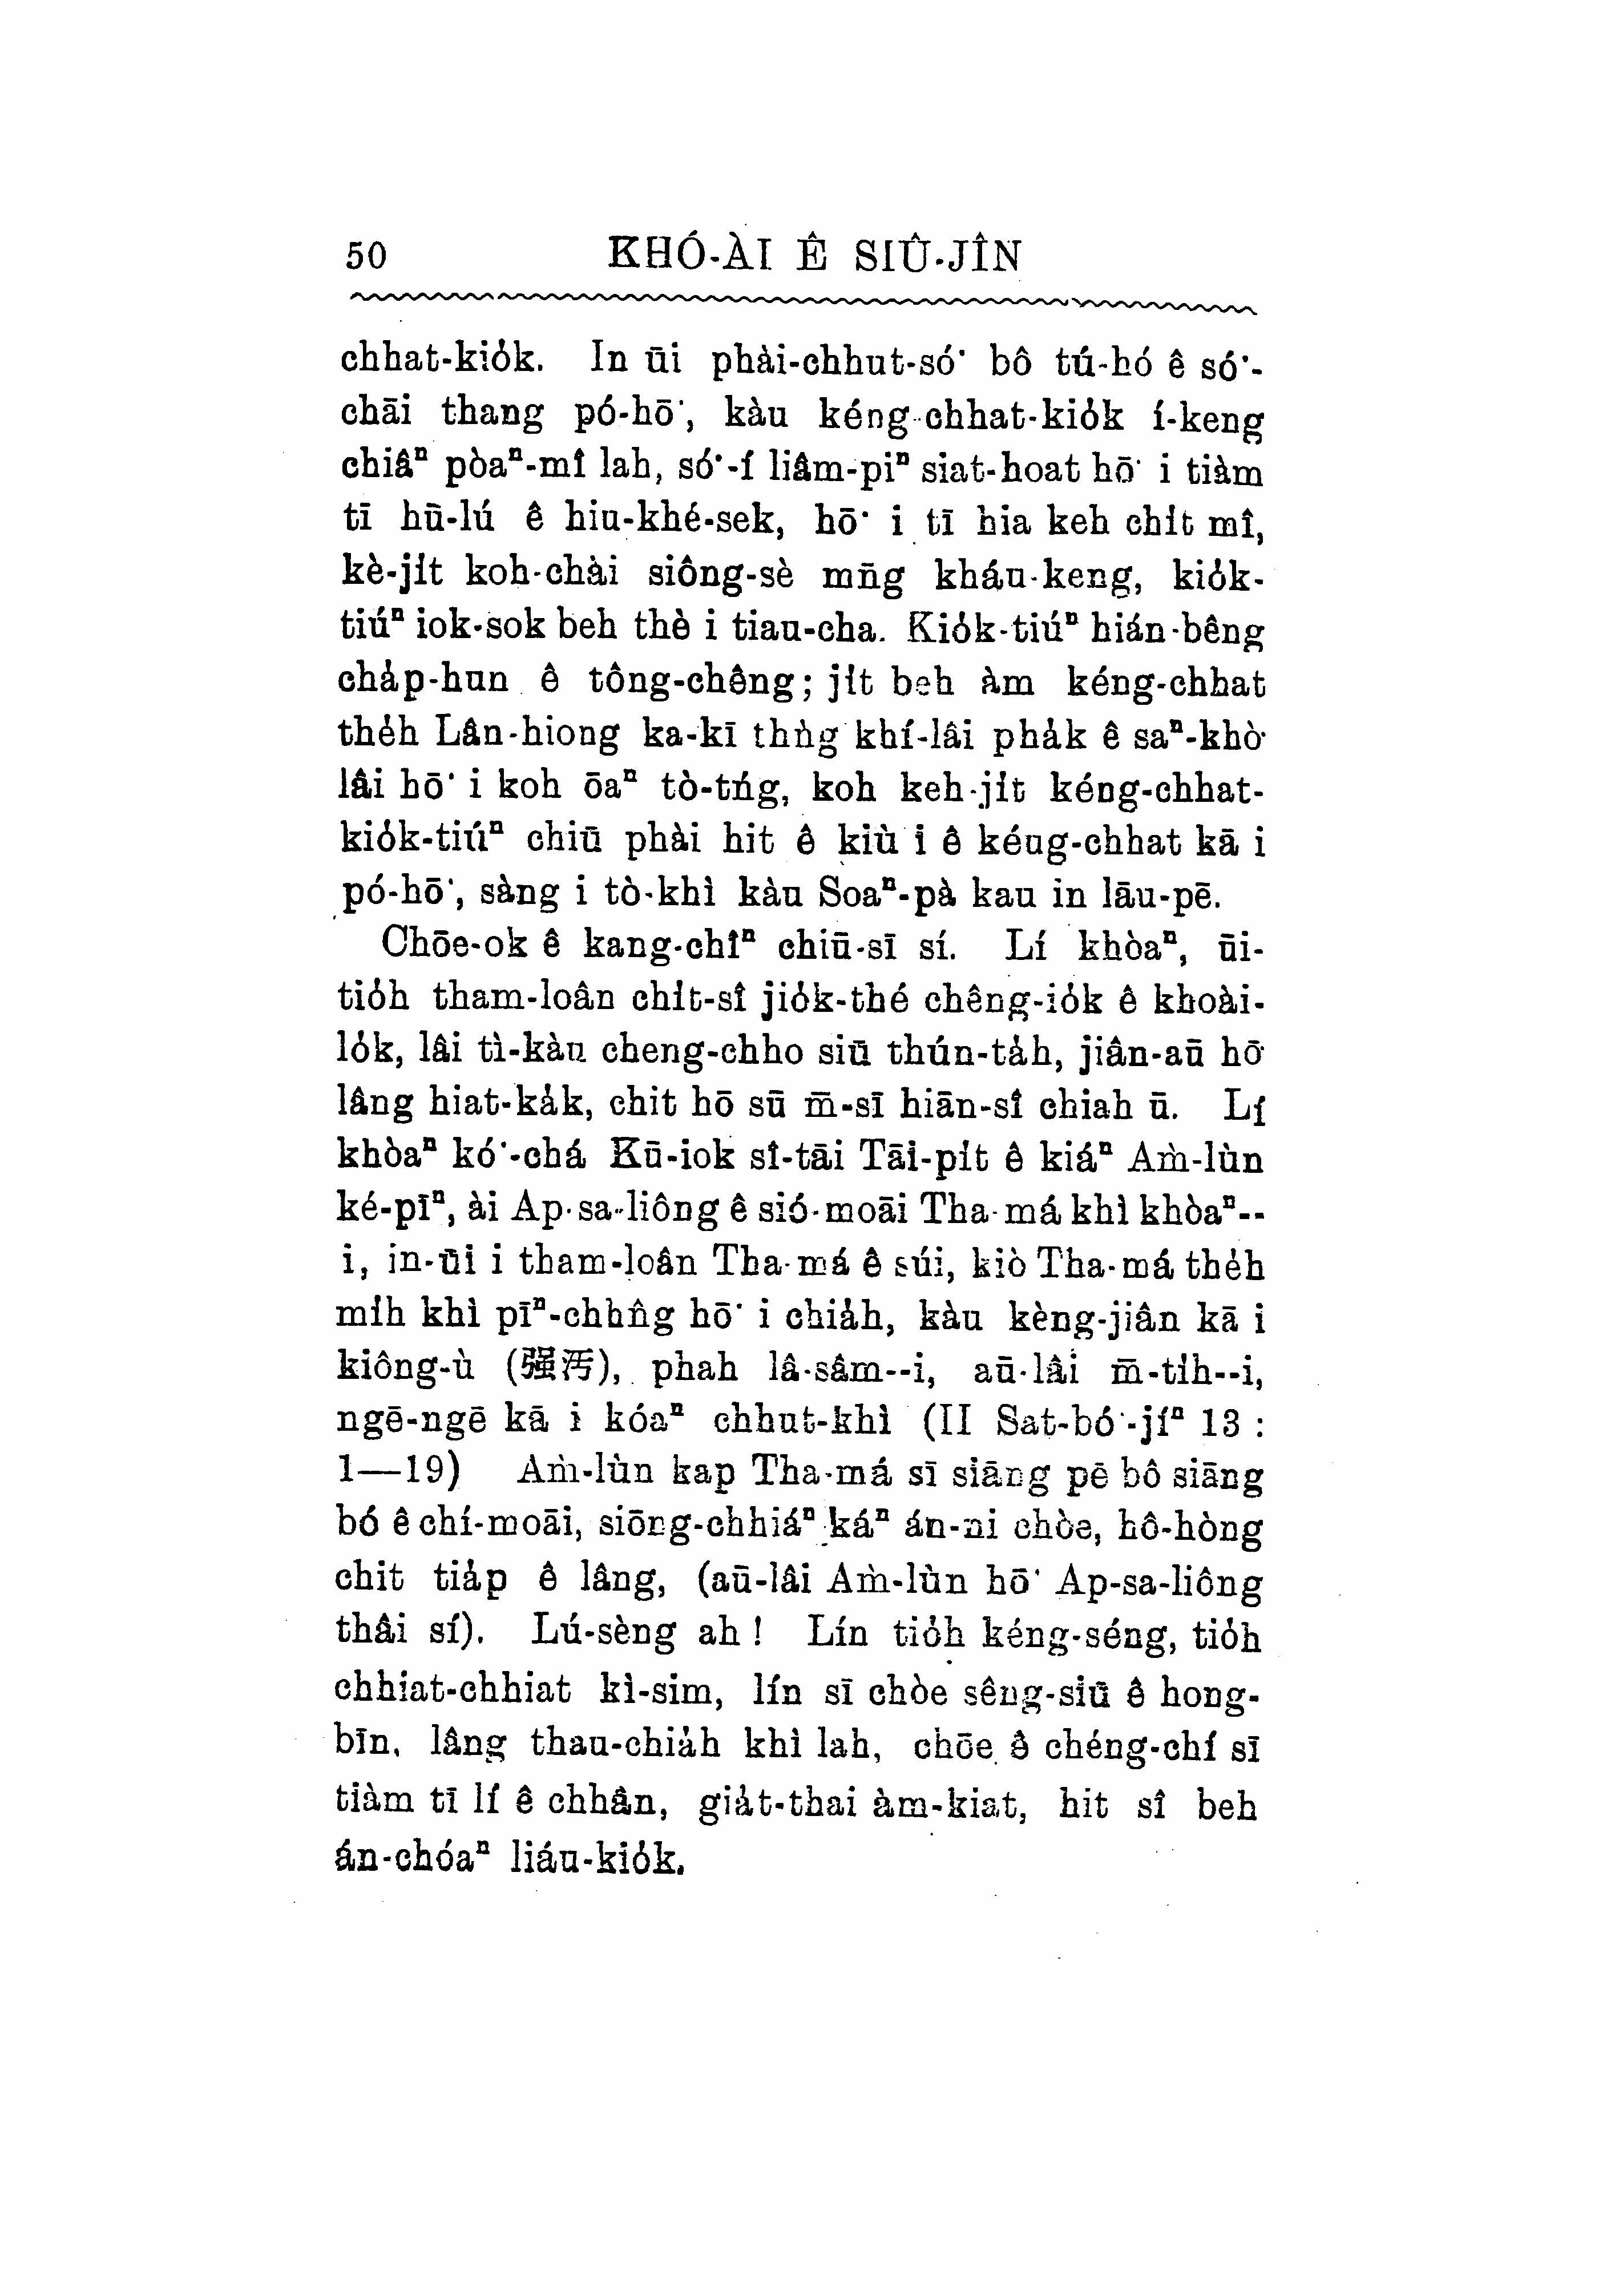 50 KHÓ-ÀI Ê SIÛ-JÎN
chhat-kio̍k. In ūi phài-chhut-só͘ bô tú-hó ê só͘-
chāi thang pó-hō͘, kàu kéng-chhat-kio̍k í-keng
chiâⁿ pòaⁿ-mî lah, só͘-í liâm-piⁿ siat-hoat hō͘ i tiàm
tī hū-lú ê hiu-khé-sek, hō͘ i tī hia keh chi̍t mî,
kè-ji̍t koh-chài siông-sè mn̄g kháu-keng, kio̍k-
tiúⁿ iok-sok beh thè i tiau-cha. Kio̍k-tiúⁿ hián-bêng
cha̍p-hun ê tông-chêng; ji̍t beh àm kéng-chhat
the̍h Lân-hiong ka-kī thǹg khí-lâi pha̍k ê saⁿ-khò͘
lâi hō͘ i koh ōaⁿ tò-tńg, koh keh-ji̍t kéng-chhat-
kio̍k-tiúⁿ chiū phài hit ê kiù i ê kéng-chhat kā i
pó-hō͘, sàng i tò-khì kàu Soaⁿ-pà kau in lāu-pē.
Chōe-ok ê kang-chîⁿ chiū-sī sí. Lí khòaⁿ, ūi-
tio̍h tham-loân chi̍t-sî jio̍k-thé chêng-io̍k ê khoài-
lo̍k, lâi tì-kàu cheng-chho siū thún-ta̍h, jiân-aū hō͘
lâng hiat-ka̍k, chit hō sū m̄-sī hiān-sî chiah ū. Lí
khòaⁿ kó͘-chá Kū-iok sî-tāi Tāi-pi̍t ê kiáⁿ Am̀-lùn
ké-pīⁿ, ài Ap-sa-liông ê sió-moāi Tha-má khì khòaⁿ--
i, in-ūi i tham-loân Tha-má ê súi, kiò Tha-má the̍h
mi̍h khì pīⁿ-chhn̂g hō͘ i chia̍h, kàu kèng-jiân kā i
kiông-ù (强汚), phah lâ-sâm--i, aū-lâi m̄-ti̍h--i,
ngē-ngē kā i kóaⁿ chhut-khì (II Sat-bó͘-jíⁿ 13 :
1—19) Am̀-lùn kap Tha-má sī siāng pē bô siāng
bó ê chí-moāi, siōng-chhiáⁿ káⁿ án-ni chòe, hô-hòng
chit tia̍p ê lâng, (aū-lâi Am̀-lùn hō͘ Ap-sa-liông
thâi sí). Lú-sèng ah ! Lín tio̍h kéng-séng, tio̍h
chhiat-chhiat kì-sim, lín sī chòe sêng-siū ê hong-
bīn, lâng thau-chia̍h khì lah, chōe ê chéng-chí sī
tiàm tī lí ê chhân, gia̍t-thai àm-kiat, hit sî beh
án-chóaⁿ liáu-kio̍k.